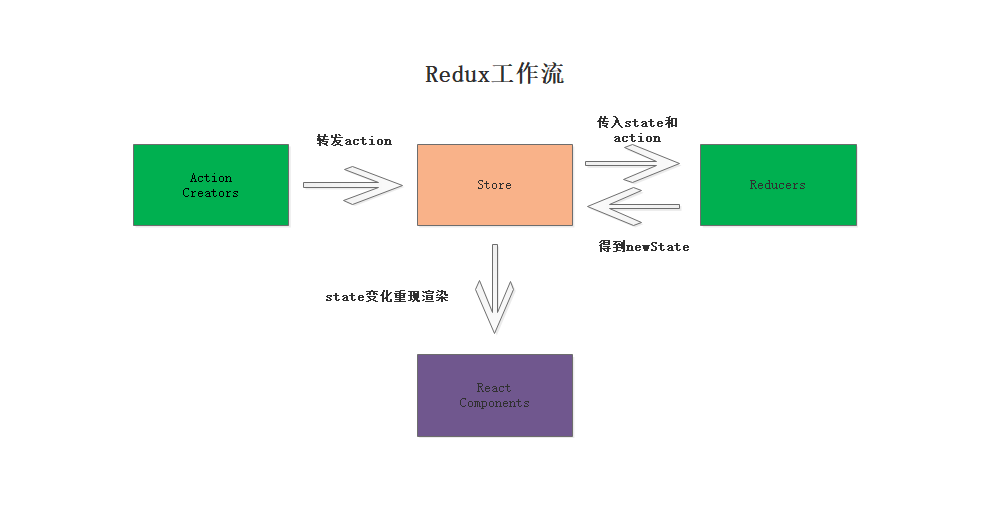 Redux工作流
转发action
传入state和
action
Action
Creators
Store
Reducers
得到newState
state变化重现渲染
React
Components